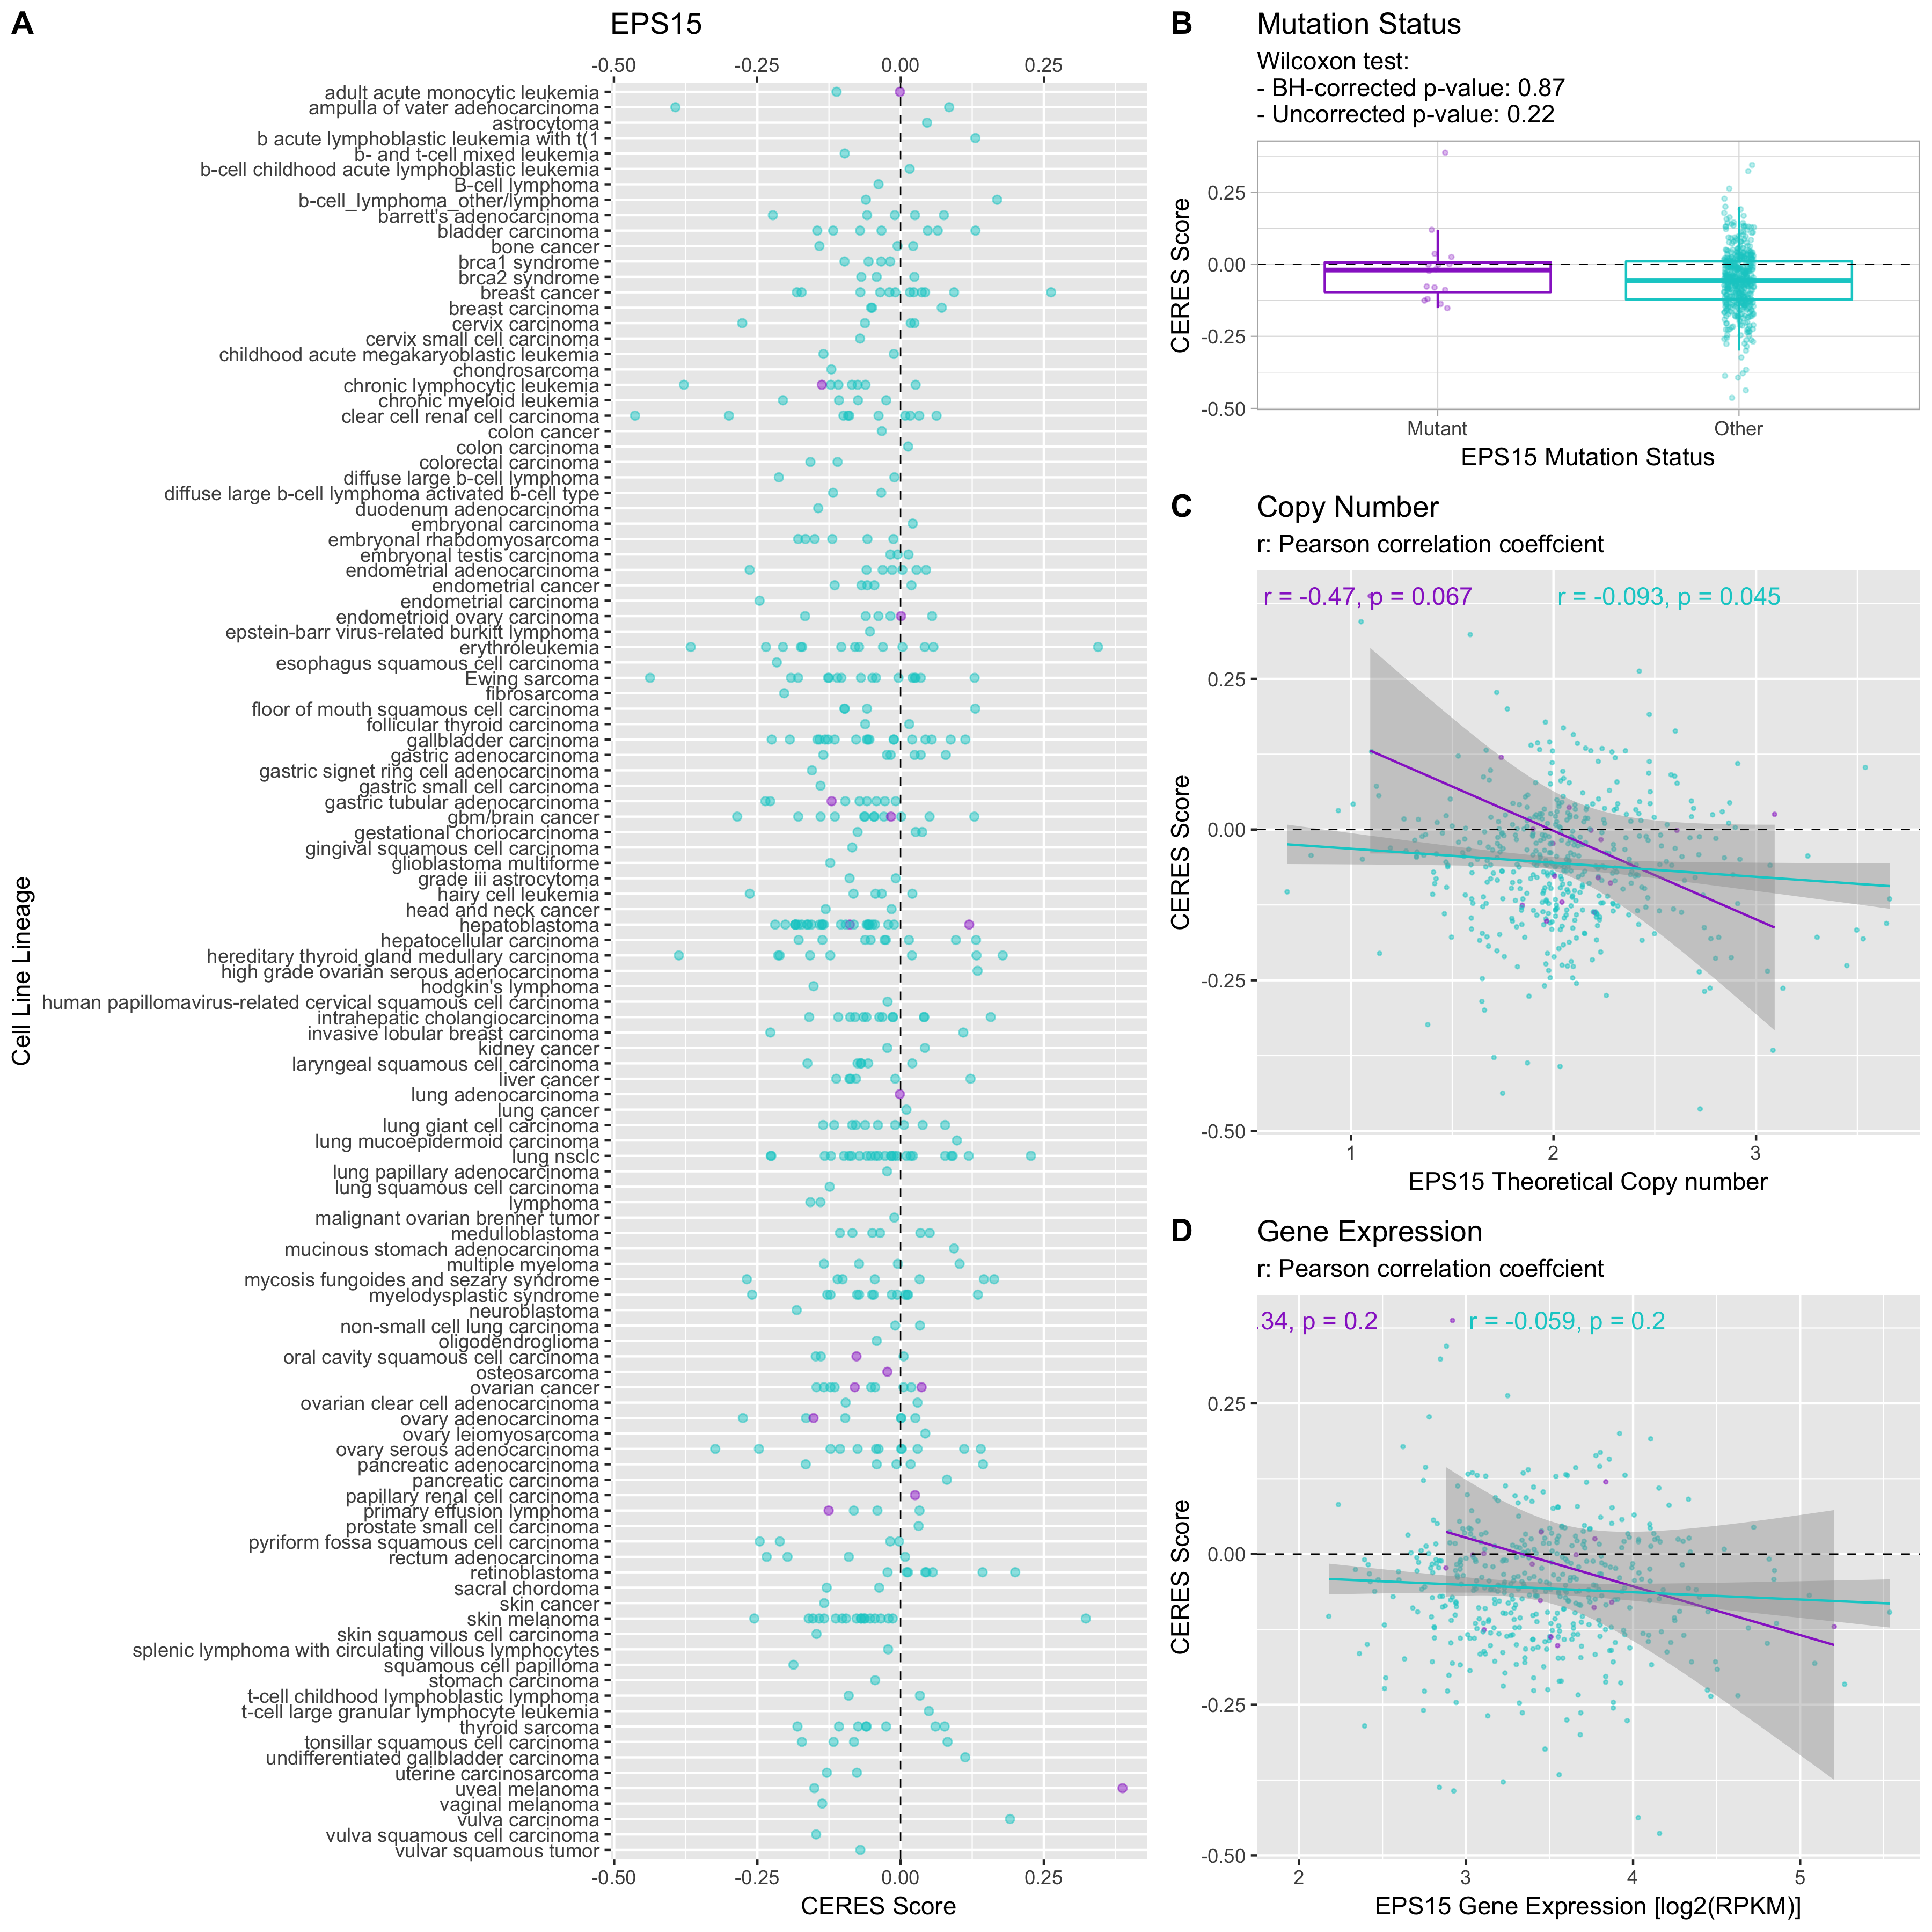 A
EPS15
-0.50 -0.25 0.00 0.25
Cell Line Lineage
adult acute monocytic leukemia
ampulla of vater adenocarcinoma
astrocytoma
b acute lymphoblastic leukemia with t(1
b- and t-cell mixed leukemia
b-cell childhood acute lymphoblastic leukemia
B-cell lymphoma
b-cell_lymphoma_other/lymphoma
barrett's adenocarcinoma
bladder carcinoma
bone cancer
brca1 syndrome
brca2 syndrome
breast cancer
breast carcinoma
cervix carcinoma
cervix small cell carcinoma
childhood acute megakaryoblastic leukemia
chondrosarcoma
chronic lymphocytic leukemia
chronic myeloid leukemia
clear cell renal cell carcinoma
colon cancer
colon carcinoma
colorectal carcinoma
diffuse large b-cell lymphoma
diffuse large b-cell lymphoma activated b-cell type
duodenum adenocarcinoma
embryonal carcinoma
embryonal rhabdomyosarcoma
embryonal testis carcinoma
endometrial adenocarcinoma
endometrial cancer
endometrial carcinoma
endometrioid ovary carcinoma
epstein-barr virus-related burkitt lymphoma
erythroleukemia
esophagus squamous cell carcinoma
Ewing sarcoma
fibrosarcoma
floor of mouth squamous cell carcinoma
follicular thyroid carcinoma
gallbladder carcinoma
gastric adenocarcinoma
gastric signet ring cell adenocarcinoma
gastric small cell carcinoma
gastric tubular adenocarcinoma
gbm/brain cancer
gestational choriocarcinoma
gingival squamous cell carcinoma
glioblastoma multiforme
grade iii astrocytoma
hairy cell leukemia
head and neck cancer
hepatoblastoma
hepatocellular carcinoma
hereditary thyroid gland medullary carcinoma
high grade ovarian serous adenocarcinoma
hodgkin's lymphoma
human papillomavirus-related cervical squamous cell carcinoma
intrahepatic cholangiocarcinoma
invasive lobular breast carcinoma
kidney cancer
laryngeal squamous cell carcinoma
liver cancer
lung adenocarcinoma
lung cancer
lung giant cell carcinoma
lung mucoepidermoid carcinoma
lung nsclc
lung papillary adenocarcinoma
lung squamous cell carcinoma
lymphoma
malignant ovarian brenner tumor
medulloblastoma
mucinous stomach adenocarcinoma
multiple myeloma
mycosis fungoides and sezary syndrome
myelodysplastic syndrome
neuroblastoma
non-small cell lung carcinoma
oligodendroglioma
oral cavity squamous cell carcinoma
osteosarcoma
ovarian cancer
ovarian clear cell adenocarcinoma
ovary adenocarcinoma
ovary leiomyosarcoma
ovary serous adenocarcinoma
pancreatic adenocarcinoma
pancreatic carcinoma
papillary renal cell carcinoma
primary effusion lymphoma
prostate small cell carcinoma
pyriform fossa squamous cell carcinoma
rectum adenocarcinoma
retinoblastoma
sacral chordoma
skin cancer
skin melanoma
skin squamous cell carcinoma
splenic lymphoma with circulating villous lymphocytes
squamous cell papilloma
stomach carcinoma
t-cell childhood lymphoblastic lymphoma
t-cell large granular lymphocyte leukemia
thyroid sarcoma
tonsillar squamous cell carcinoma
undifferentiated gallbladder carcinoma
uterine carcinosarcoma
uveal melanoma
vaginal melanoma
vulva carcinoma
vulva squamous cell carcinoma
vulvar squamous tumor
-0.50 -0.25 0.00 0.25
CERES Score
B
Mutation Status
Wilcoxon test:
- BH-corrected p-value: 0.87
- Uncorrected p-value: 0.22
CERES Score
0.25
0.00
-0.25
-0.50
Mutant Other
EPS15 Mutation Status
C
Copy Number
r: Pearson correlation coeffcient
r = -0.47, p = 0.067 r = -0.093, p = 0.045
CERES Score
0.25
0.00
-0.25
-0.50
1 2 3
EPS15 Theoretical Copy number
D
Gene Expression
r: Pearson correlation coeffcient
.34, p = 0.2 r = -0.059, p = 0.2
CERES Score
0.25
0.00
-0.25
-0.50
2 3 4 5
EPS15 Gene Expression [log2(RPKM)]